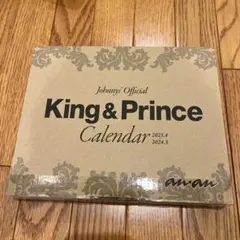 Johnnys' Official
King & Prince
Calendar 2023.4
2024.3
an·an